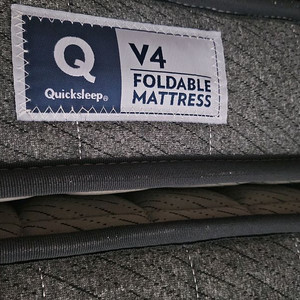 Q
Quicksleep®
V4
FOLDABLE
MATTRESS